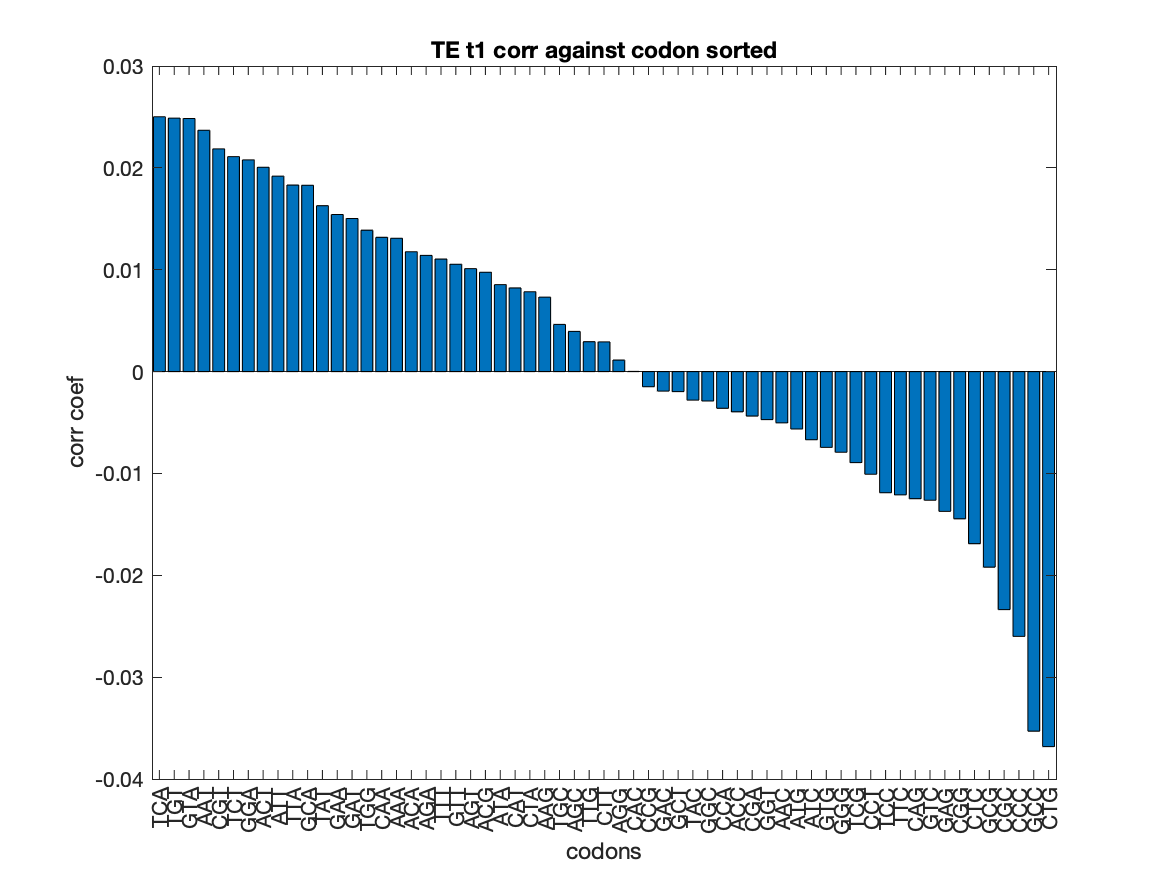 TE t1 corr against codon sorted
0.03
0.02
0.01
0
-0.01
-0.02
-0.03
-0.04
corr coef
TCA TGT GTA AAT CGT TCT GGA ACT GCA TAT GAA GAT TGG CAA AAA ACA AGA TTT GTT AGT ACG CAT AAG TGC AGC TTG CTT AGG CAC CCG GAC GCT TAC GGC ACC CGA GGT AAC ATG ATC GTG GGG TCG CCT TCC TTC CAG GTC GAG CGG CTC GCG CGC CCC GCC CTG
codons